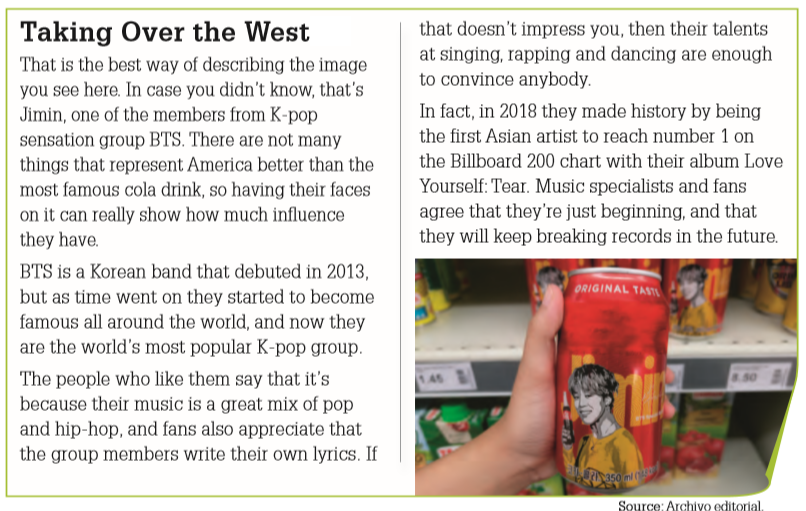 Taking Over the West
That is the best way of describing the image
you see here. In case you didn't know, that's
Jimin, one of the members from K-pop
sensation group BTS. There are not many
things that represent America better than the
most famous cola drink, so having their faces
on it can really show how much influence
they have.
BTS is a Korean band that debuted in 2013,
but as time went on they started to become
famous all around the world, and now they
are the world's most popular K-pop group.
The people who like them say that it's
because their music is a great mix of pop
and hip-hop, and fans also appreciate that
the group members write their own lyrics. If
that doesn't impress you, then their talents
at singing, rapping and dancing are enough
to convince anybody.
In fact, in 2018 they made history by being
the first Asian artist to reach number 1 on
the Billboard 200 chart with their album Love
Yourself: Tear. Music specialists and fans
agree that they're just beginning, and that
they will keep breaking records in the future.
ORIGINAL TASTE
1.45
8.50
350 ml
Source: Archivo editorial.